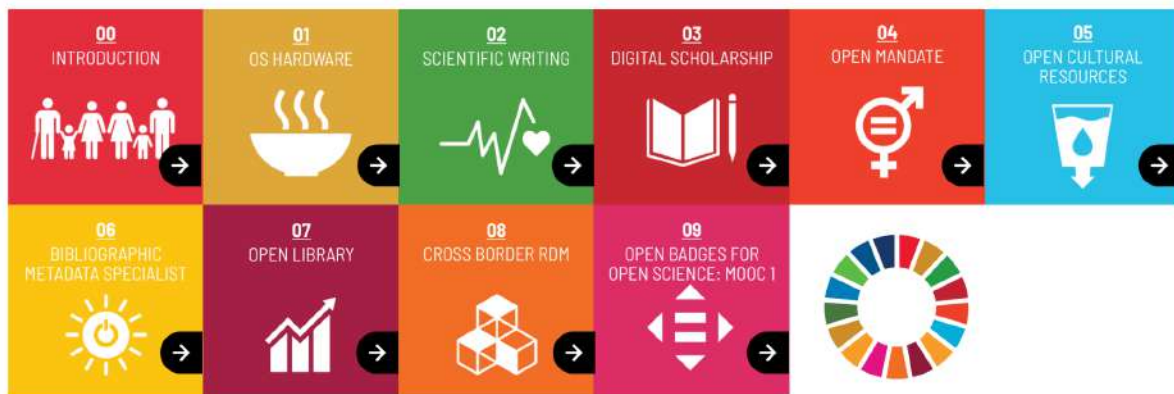 00
INTRODUCTION
01
OS HARDWARE
02
SCIENTIFIC WRITING
03
DIGITAL SCHOLARSHIP
04
OPEN MANDATE
05
OPEN CULTURAL
RESOURCES
06
BIBLIOGRAPHIC
METADATA SPECIALIST
07
OPEN LIBRARY
08
CROSS BORDER RDM
09
OPEN BADGES FOR
OPEN SCIENCE: MOOC 1